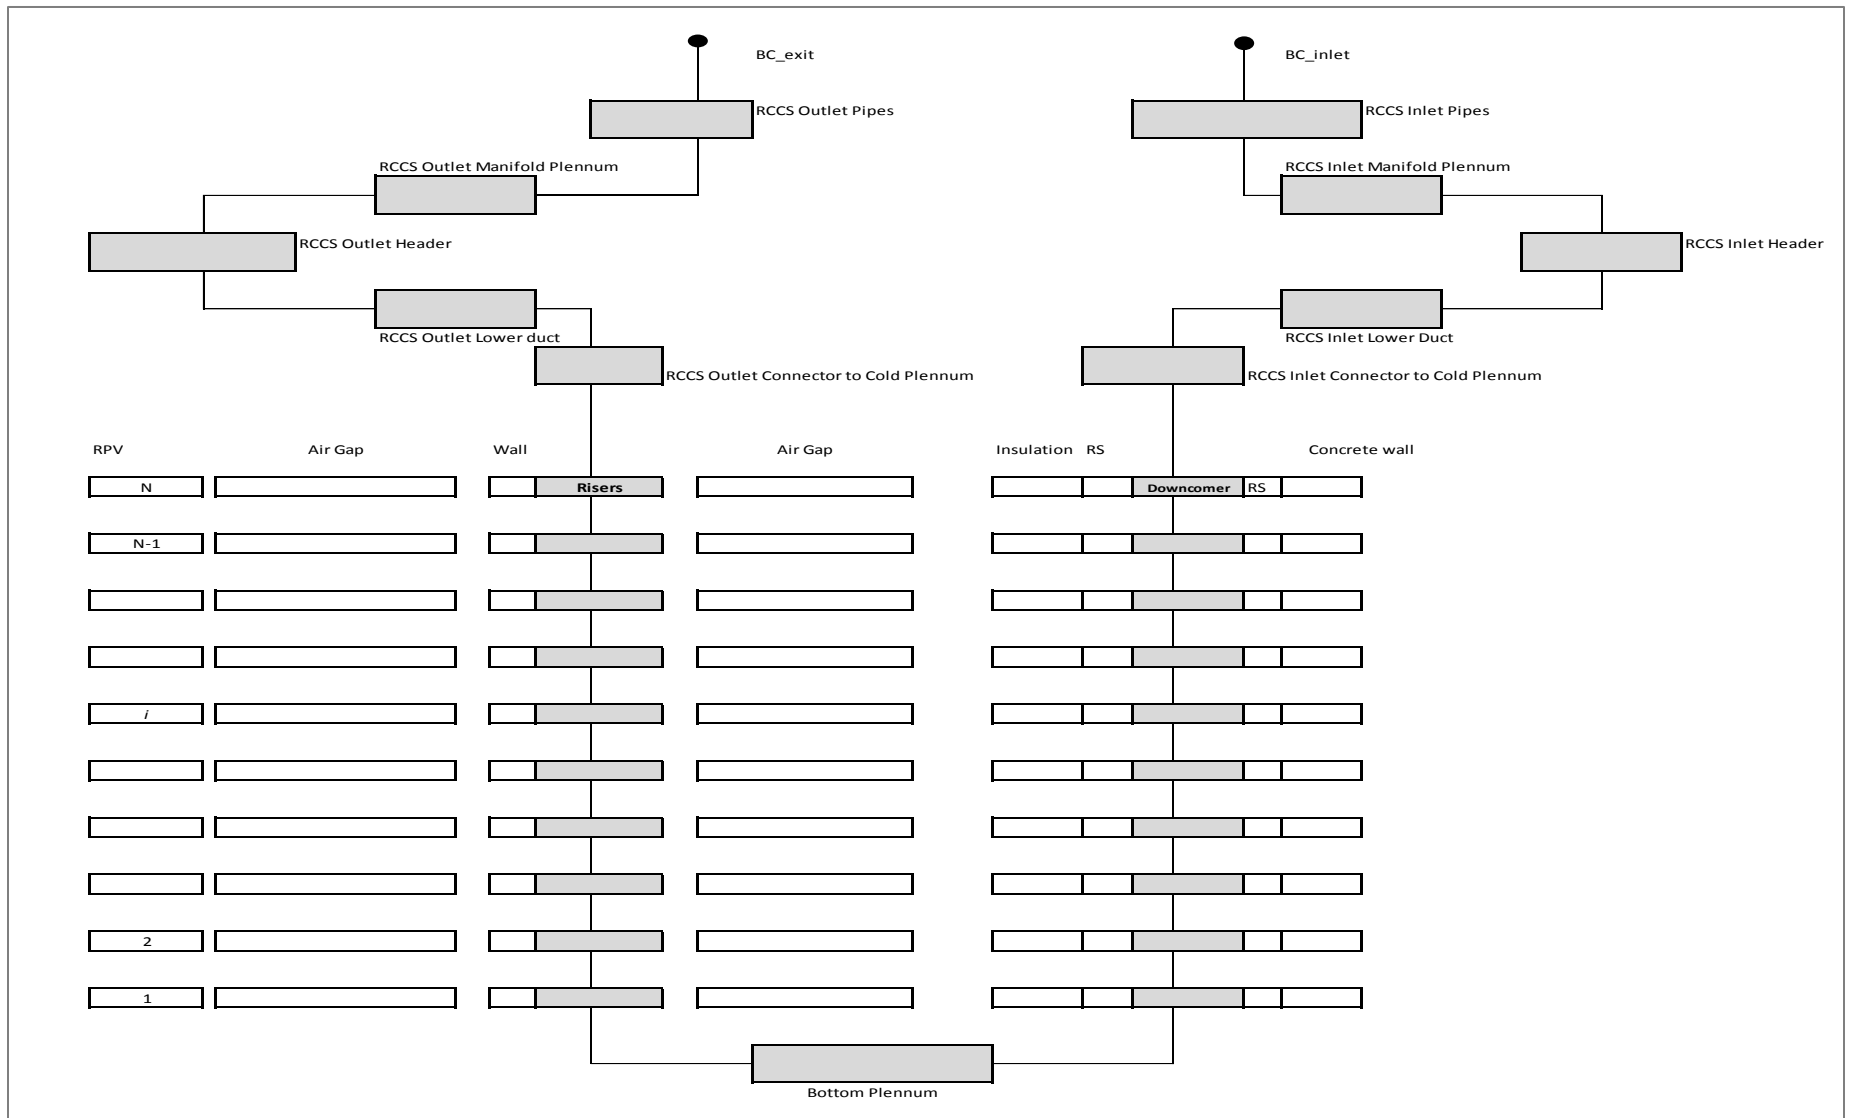 BC_exit
BC_inlet
RCCS Outlet Pipes
RCCS Inlet Pipes
RCCS Outlet Manifold Plennum
RCCS Inlet Manifold Plennum
RCCS Outlet Header
RCCS Inlet Header
RCCS Outlet Lower duct
RCCS Inlet Lower Duct
RCCS Outlet Connector to Cold Plennum
RCCS Inlet Connector to Cold Plennum
RPV
Air Gap
Wall
Air Gap
Insulation
RS
Concrete wall
N
Risers
Downcomer
RS
N-1
i
2
1
Bottom Plennum